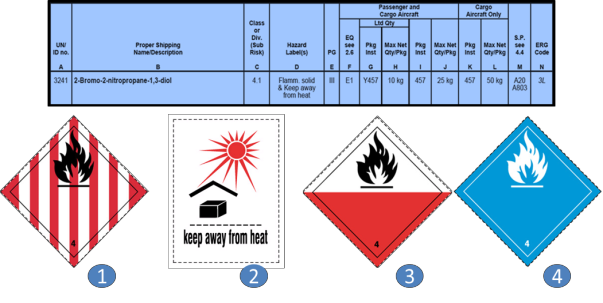 Passenger and Cargo Aircraft
Cargo Aircraft Only
Ltd Qty
UN/ ID no.
Proper Shipping Name/Description
Class or Div. (Sub Risk)
Hazard Label(s)
PG
EQ see 2.6
Pkg Inst
Max Net Qty/Pkg
Pkg Inst
Max Net Qty/Pkg
Pkg Inst
Max Net Qty/Pkg
S.P. see 4.4
ERG Code
A B C D E F G H I J K L M N
3241 2-Bromo-2-nitropropane-1,3-diol 4.1 Flamm. solid & Keep away from heat III E1 Y457 10 kg 457 25 kg 457 50 kg A20 A803 3L
keep away from heat
4
4
4
1 2 3 4